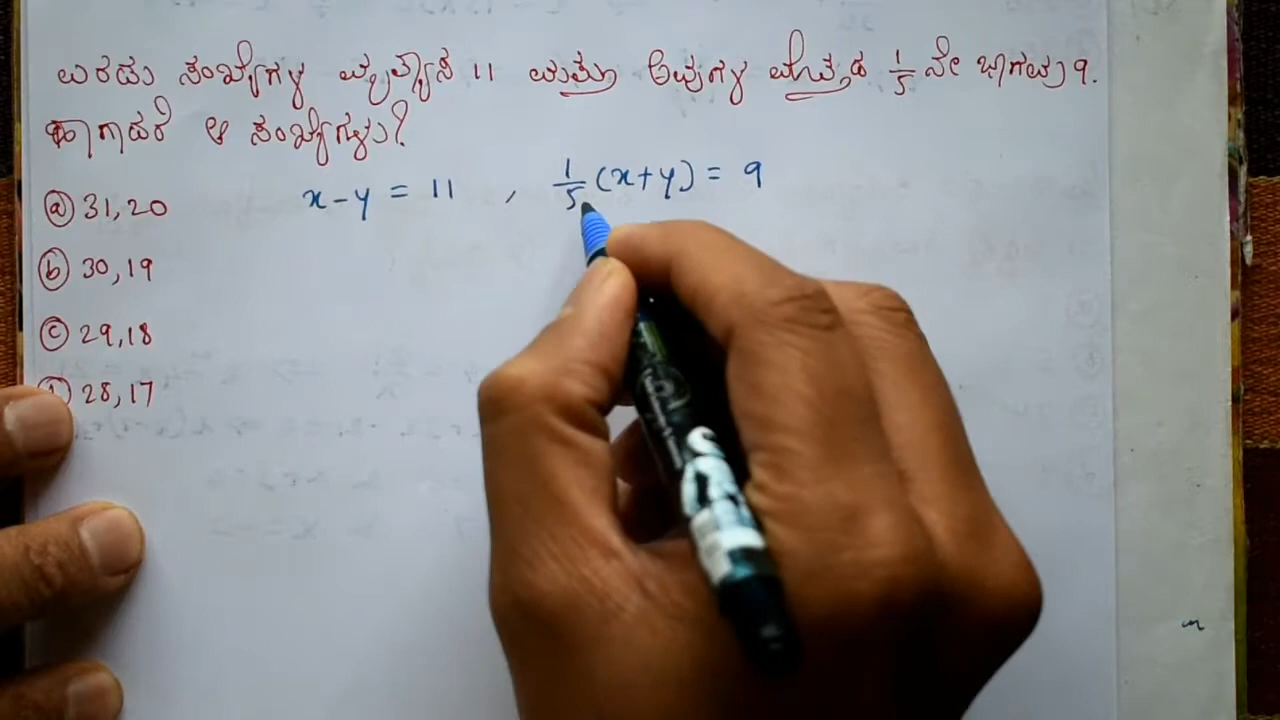 ಎರಡು ಸಂಖ್ಯೆಗಳ ವ್ಯತ್ಯಾಸ 11 ಮತ್ತು ಅವುಗಳ ಮೊತ್ತದ 1/5 ನೇ ಭಾಗವು 9.
ಹಾಗಾದರೆ ಆ ಸಂಖ್ಯೆಗಳು?
x - y = 11 , 1/5 (x+y) = 9
ⓐ 31, 20
ⓑ 30, 19
ⓒ 29, 18
28, 17